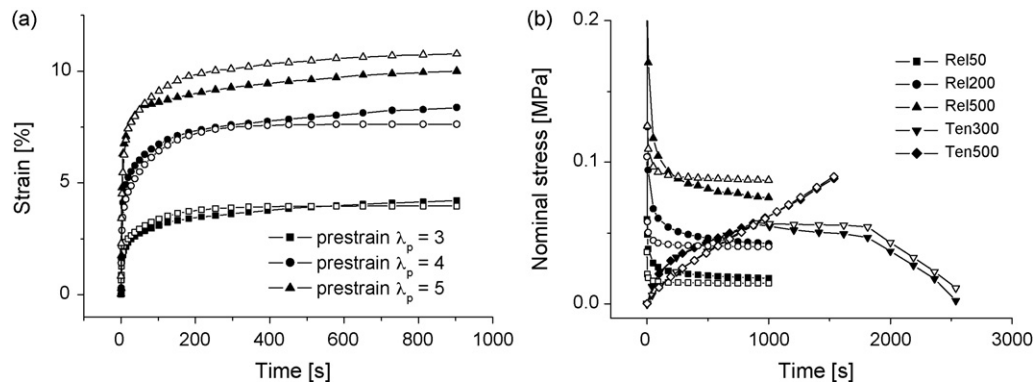 (a)
Strain [%]
10
5
0
0
200
400
600
800
1000
Time [s]
prestrain λp = 3
prestrain λp = 4
prestrain λp = 5
(b)
Nominal stress [MPa]
0.2
0.1
0.0
0
1000
2000
3000
Time [s]
Rel50
Rel200
Rel500
Ten300
Ten500